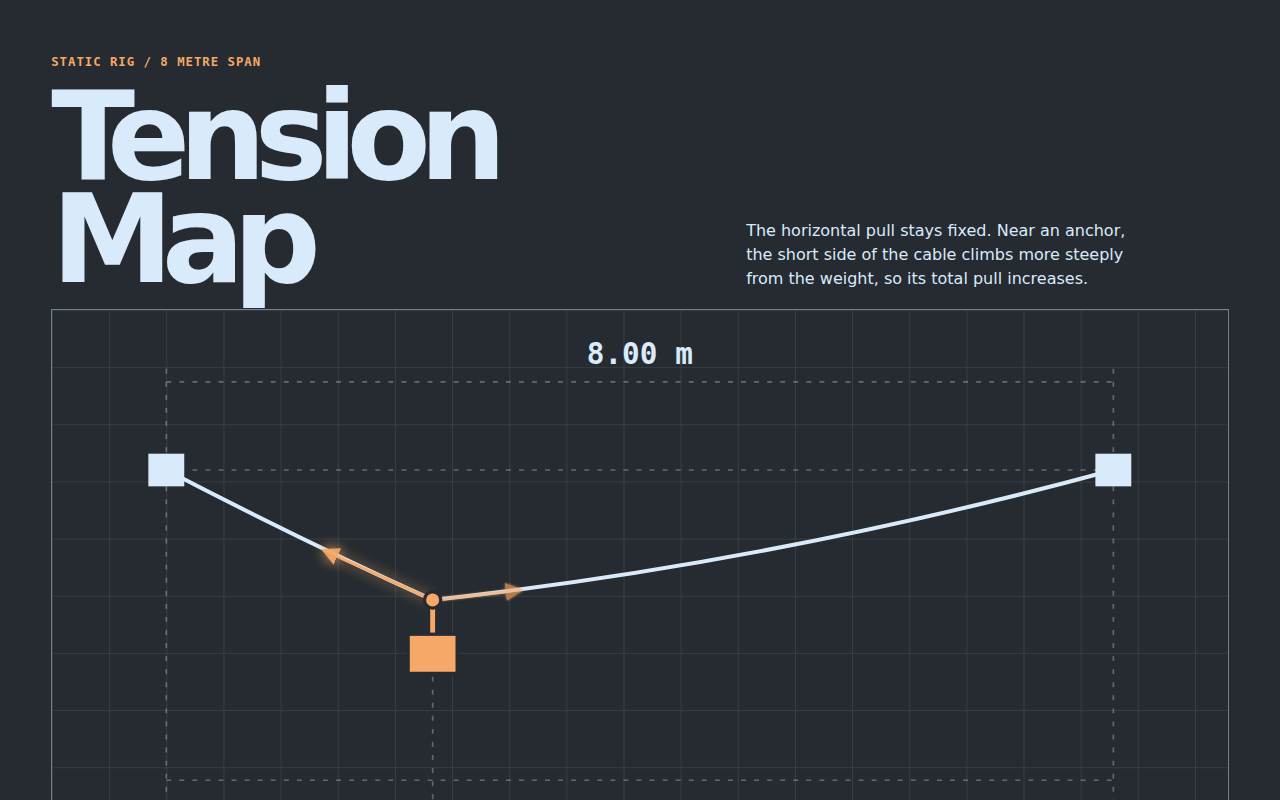 STATIC RIG / 8 METRE SPAN
Tension
Map
The horizontal pull stays fixed. Near an anchor,
the short side of the cable climbs more steeply
from the weight, so its total pull increases.
8.00 m